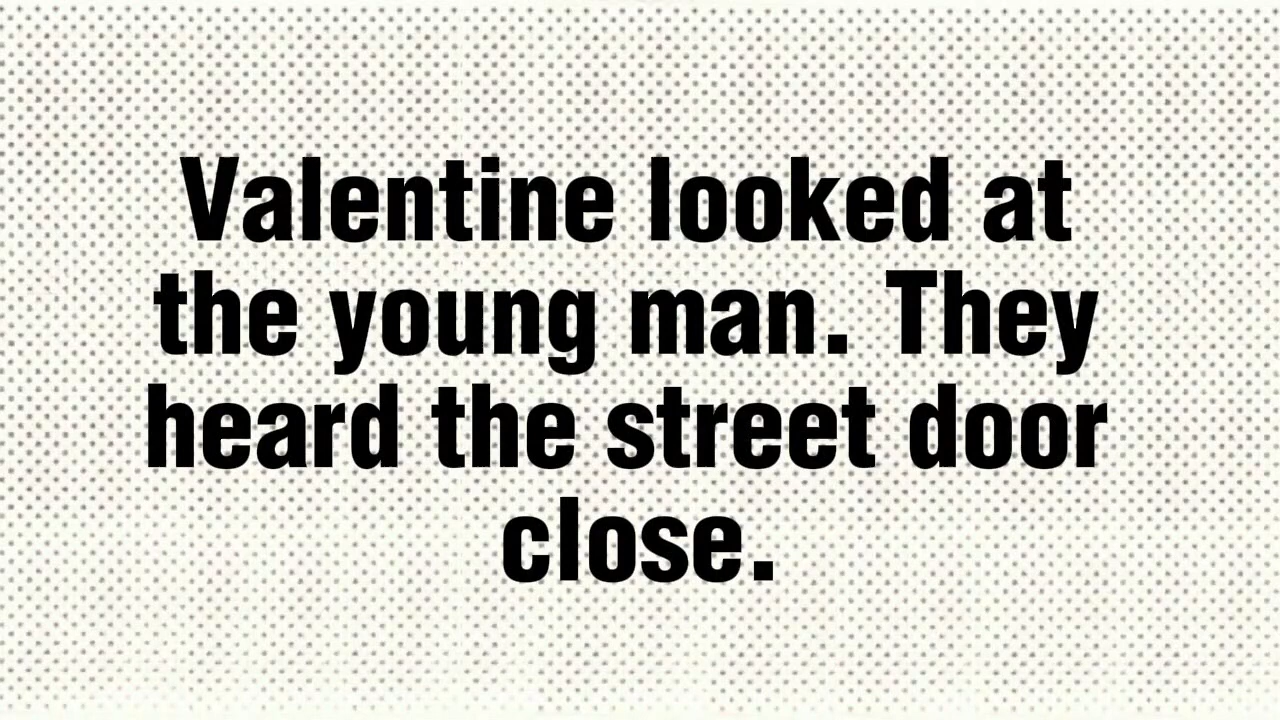 Valentine looked at
the young man. They
heard the street door
close.